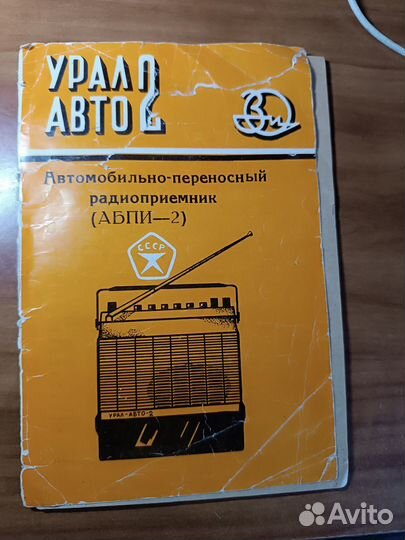 УРАЛ 2
АВТО
Автомобильно-переносный
радиоприемник
(АБПИ—2)
СССР
УРАЛ-АВТО-2
Avito